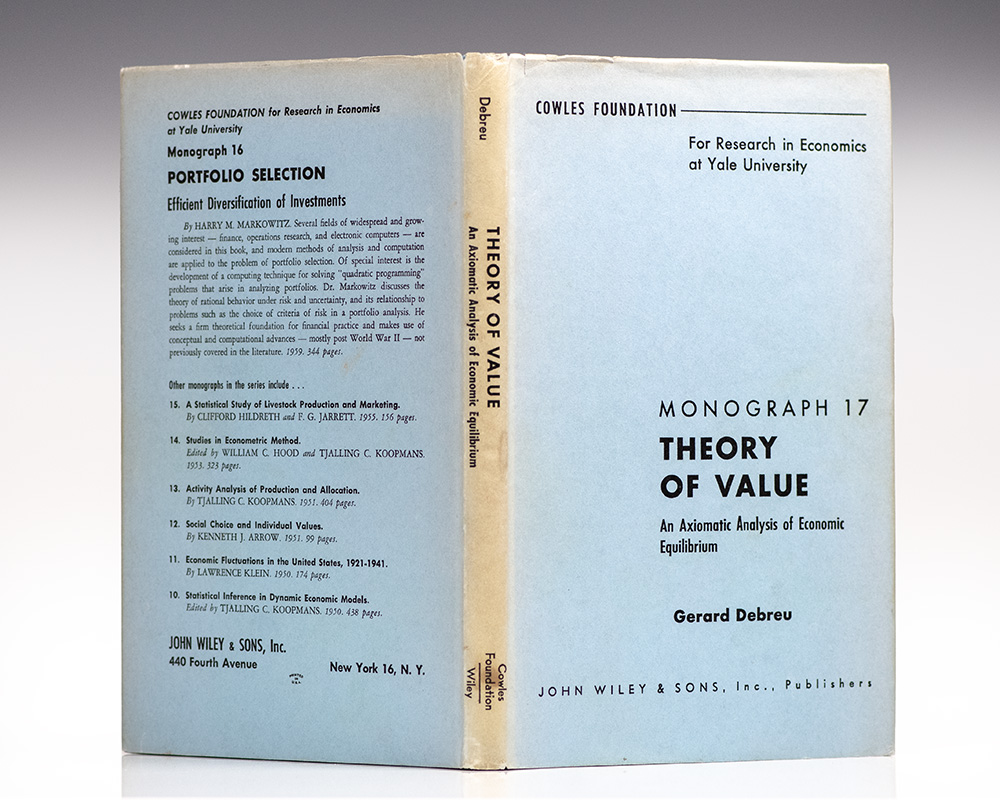 COWLES FOUNDATION for Research in Economics
at Yale University
Monograph 16
PORTFOLIO SELECTION
Efficient Diversification of Investments
By HARRY M. MARKOWITZ. Several fields of widespread and grow-
ing interest — finance, operations research, and electronic computers — are
considered in this book, and modern methods of analysis and computation
are applied to the problem of portfolio selection. Of special interest is the
development of a computing technique for solving "quadratic programming"
problems that arise in analyzing portfolios. Dr. Markowitz discusses the
theory of rational behavior under risk and uncertainty, and its relationship to
problems such as the choice of criteria of risk in a portfolio analysis. He
seeks a firm theoretical foundation for financial practice and makes use of
conceptual and computational advances — mostly post World War II — not
previously covered in the literature. 1959. 344 pages.
Other monographs in the series include . . .
15. A Statistical Study of Livestock Production and Marketing.
By CLIFFORD HILDRETH and F. G. JARRETT. 1955. 156 pages.
14. Studies in Econometric Method.
Edited by WILLIAM C. HOOD and TJALLING C. KOOPMANS.
1953. 323 pages.
13. Activity Analysis of Production and Allocation.
By TJALLING C. KOOPMANS. 1951. 404 pages.
12. Social Choice and Individual Values.
By KENNETH J. ARROW. 1951. 99 pages.
11. Economic Fluctuations in the United States, 1921-1941.
By LAWRENCE KLEIN. 1950. 174 pages.
10. Statistical Inference in Dynamic Economic Models.
Edited by TJALLING C. KOOPMANS. 1950. 438 pages.
JOHN WILEY & SONS, Inc.
440 Fourth Avenue
New York 16, N. Y.
PRINTED
IN
U.S.A.
Debreu
THEORY OF VALUE
An Axiomatic Analysis of Economic Equilibrium
Cowles
Foundation
Wiley
COWLES FOUNDATION
For Research in Economics
at Yale University
MONOGRAPH 17
THEORY
OF VALUE
An Axiomatic Analysis of Economic
Equilibrium
Gerard Debreu
JOHN WILEY & SONS, Inc., Publishers